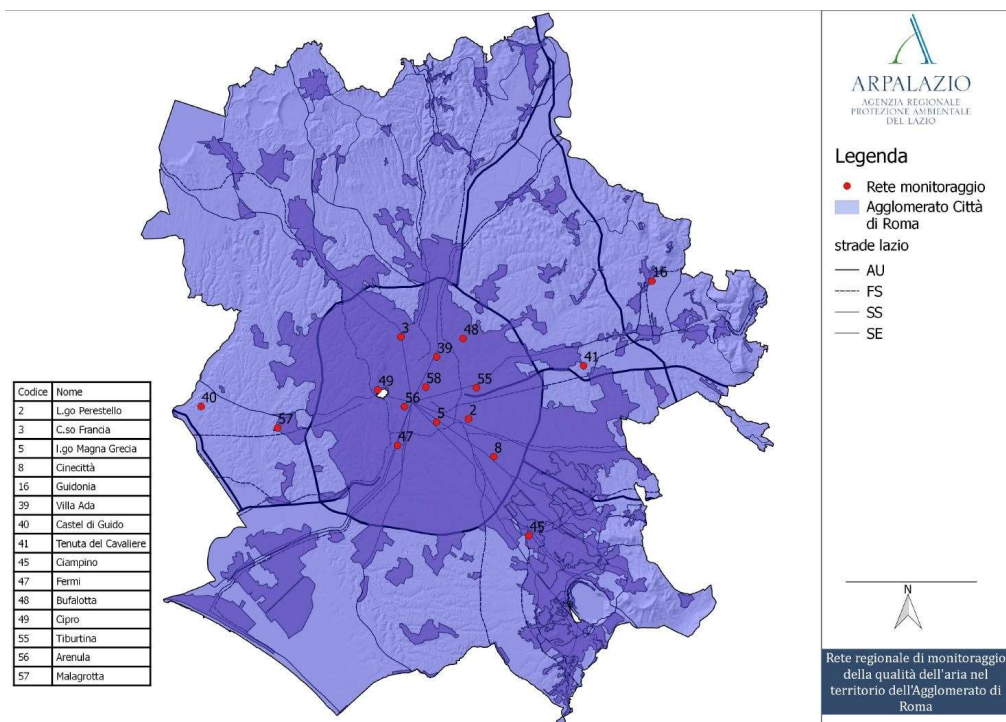 ARPALAZIO
AGENZIA REGIONALE
PROTEZIONE AMBIENTALE
DEL LAZIO
Legenda
Rete monitoraggio
Agglomerato Città
di Roma
strade lazio
AU
FS
SS
SE
16
3
48
39
41
49
58
55
40
56
57
5
2
47
8
45
Codice Nome
2 L.go Perestello
3 C.so Francia
5 l.go Magna Grecia
8 Cinecittà
16 Guidonia
39 Villa Ada
40 Castel di Guido
41 Tenuta del Cavaliere
45 Ciampino
47 Fermi
48 Bufalotta
49 Cipro
55 Tiburtina
56 Arenula
57 Malagrotta
N
Rete regionale di monitoraggio
della qualità dell'aria nel
territorio dell'Agglomerato di
Roma